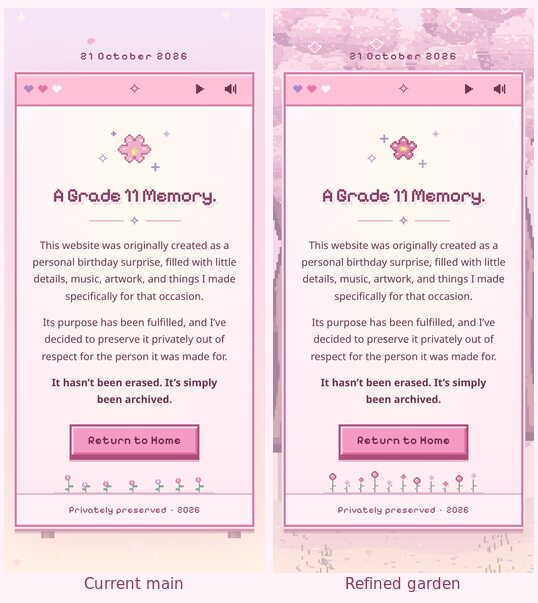 21 October 2026
A Grade 11 Memory.
This website was originally created as a
personal birthday surprise, filled with little
details, music, artwork, and things I made
specifically for that occasion.
Its purpose has been fulfilled, and I've
decided to preserve it privately out of
respect for the person it was made for.
It hasn't been erased. It's simply
been archived.
Return to Home
Privately preserved · 2026
Current main
21 October 2026
A Grade 11 Memory.
This website was originally created as a
personal birthday surprise, filled with little
details, music, artwork, and things I made
specifically for that occasion.
Its purpose has been fulfilled, and I've
decided to preserve it privately out of
respect for the person it was made for.
It hasn't been erased. It's simply
been archived.
Return to Home
Privately preserved · 2026
Refined garden